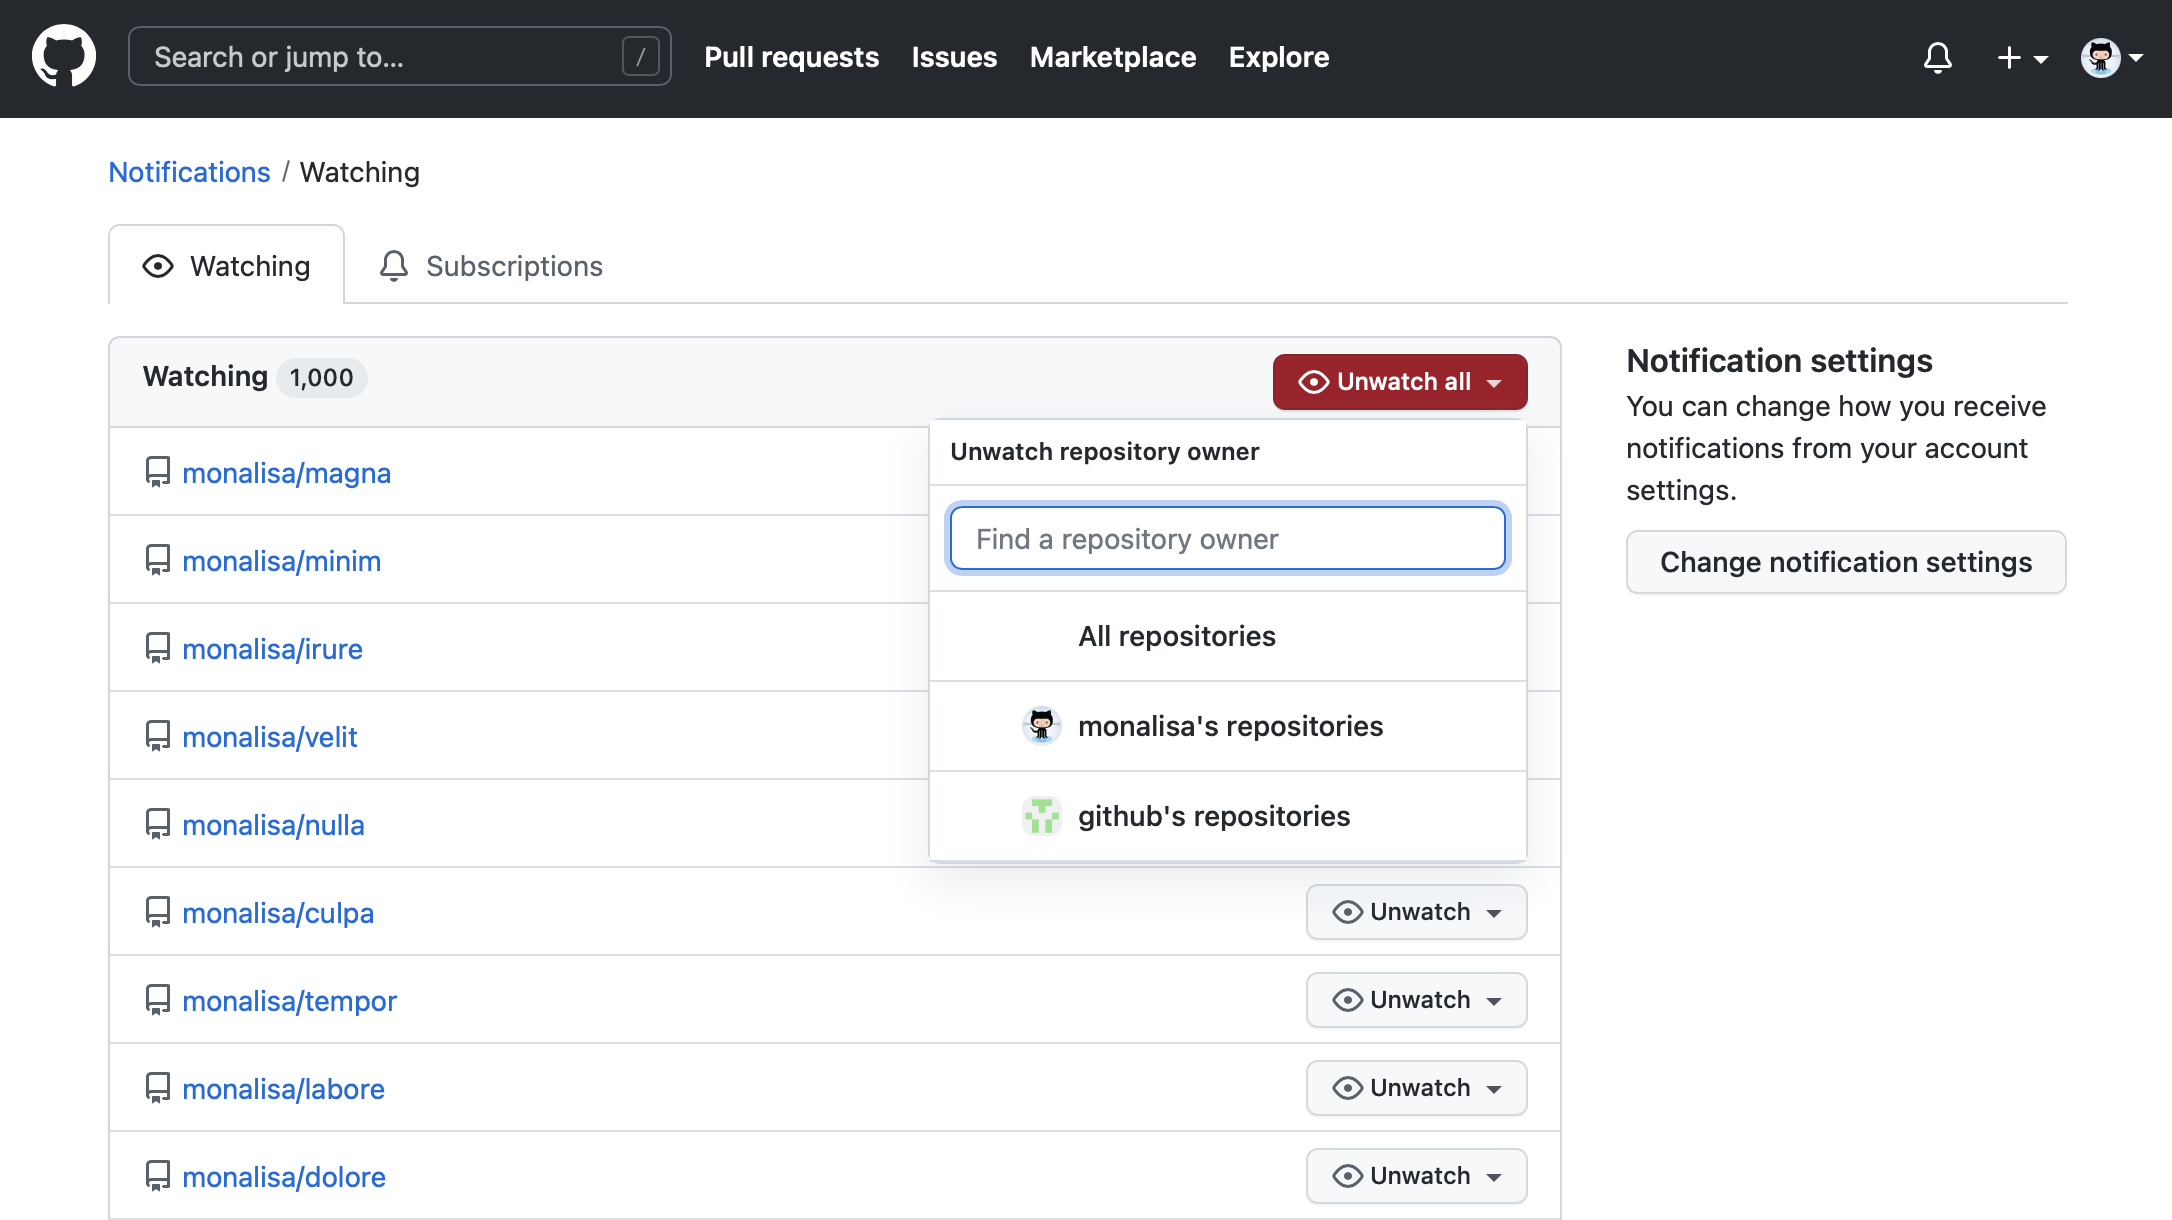 Search or jump to... /
Pull requests Issues Marketplace Explore
Notifications / Watching
Watching Subscriptions
Watching 1,000
Unwatch all
Unwatch repository owner
Find a repository owner
All repositories
monalisa's repositories
github's repositories
monalisa/magna
monalisa/minim
monalisa/irure
monalisa/velit
monalisa/nulla
monalisa/culpa Unwatch
monalisa/tempor Unwatch
monalisa/labore Unwatch
monalisa/dolore Unwatch
Notification settings
You can change how you receive
notifications from your account
settings.
Change notification settings